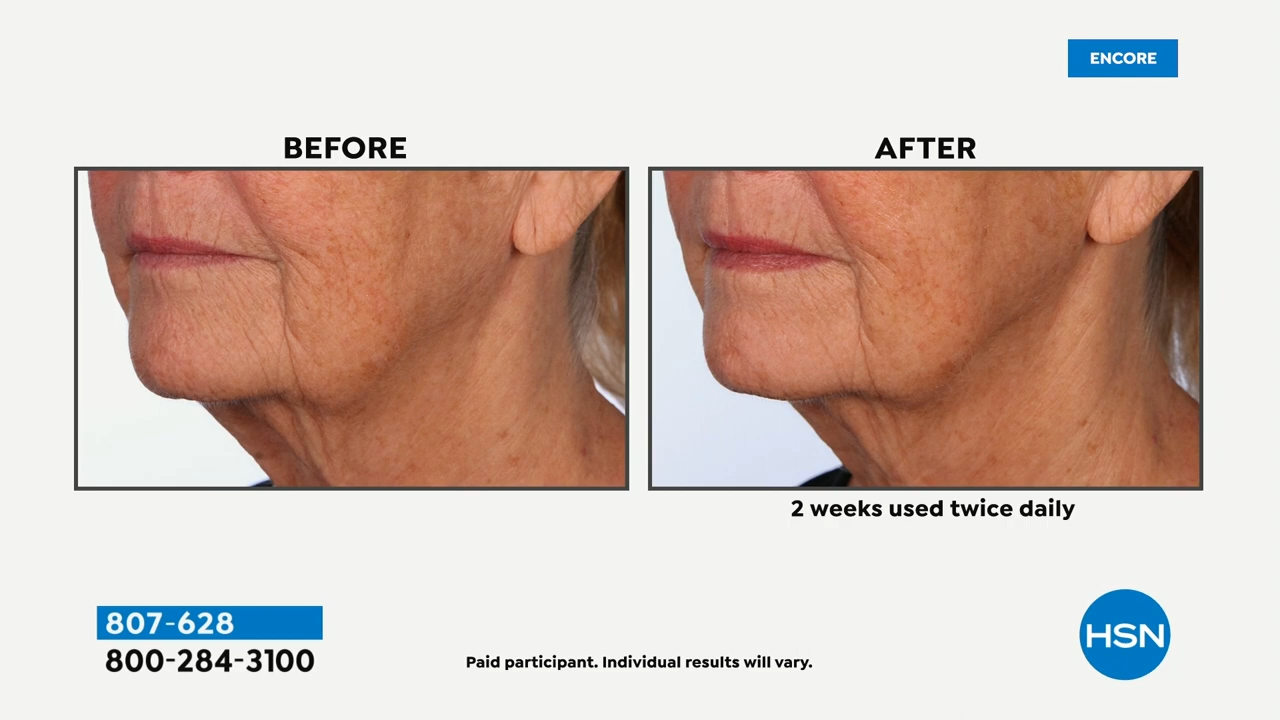 ENCORE
BEFORE
AFTER
2 weeks used twice daily
807-628
800-284-3100
Paid participant. Individual results will vary.
HSN